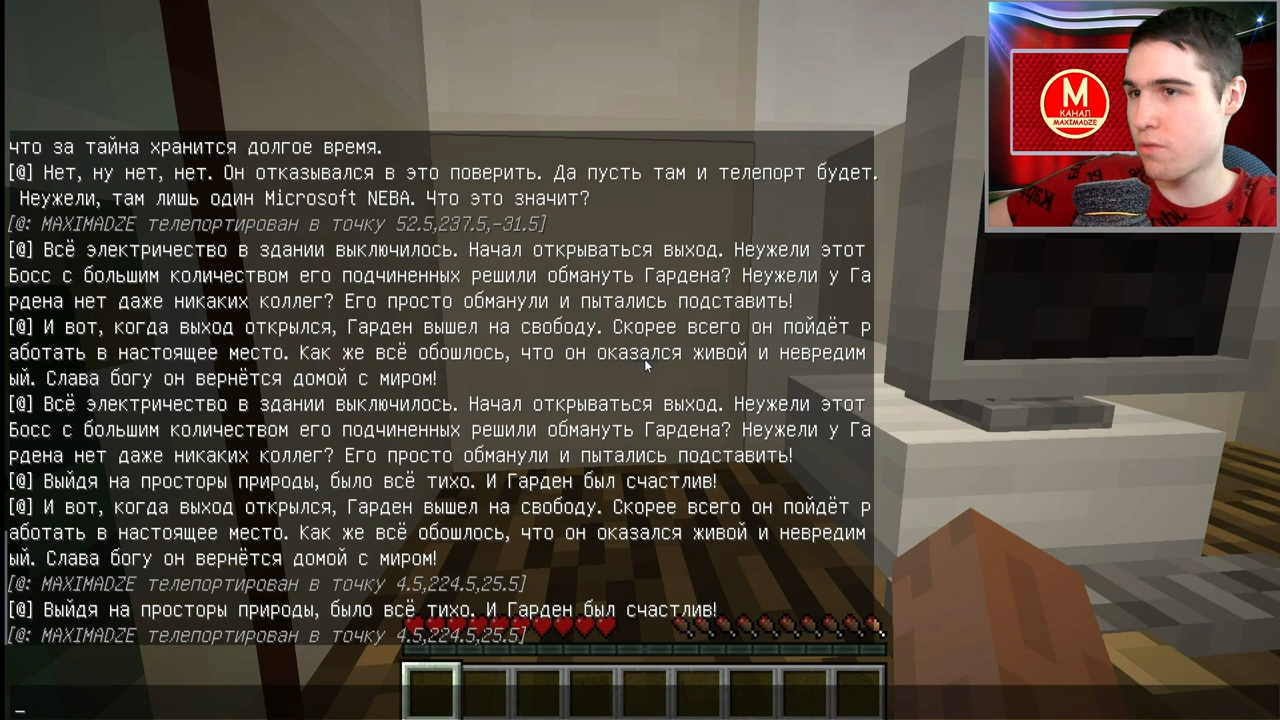 M
КАНАЛ
MAXIMADZE
что за тайна хранится долгое время.
[@] Нет, ну нет, нет. Он отказывался в это поверить. Да пусть там и телепорт будет.
Неужели, там лишь один Microsoft NEBA. Что это значит?
[@: MAXIMADZE телепортирован в точку 52.5,237.5,-31.5]
[@] Всё электричество в здании выключилось. Начал открываться выход. Неужели этот
Босс с большим количеством его подчиненных решили обмануть Гардена? Неужели у Га
рдена нет даже никаких коллег? Его просто обманули и пытались подставить!
[@] И вот, когда выход открылся, Гарден вышел на свободу. Скорее всего он пойдёт р
аботать в настоящее место. Как же всё обошлось, что он оказался живой и невредим
ый. Слава богу он вернётся домой с миром!
[@] Всё электричество в здании выключилось. Начал открываться выход. Неужели этот
Босс с большим количеством его подчиненных решили обмануть Гардена? Неужели у Га
рдена нет даже никаких коллег? Его просто обманули и пытались подставить!
[@] Выйдя на просторы природы, было всё тихо. И Гарден был счастлив!
[@] И вот, когда выход открылся, Гарден вышел на свободу. Скорее всего он пойдёт р
аботать в настоящее место. Как же всё обошлось, что он оказался живой и невредим
ый. Слава богу он вернётся домой с миром!
[@: MAXIMADZE телепортирован в точку 4.5,224.5,25.5]
[@] Выйдя на просторы природы, было всё тихо. И Гарден был счастлив!
[@: MAXIMADZE телепортирован в точку 4.5,224.5,25.5]
_